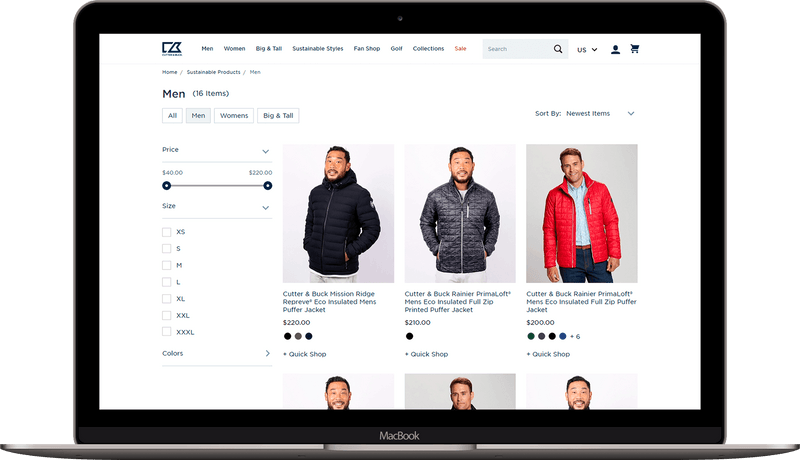 CUTTER & BUCK
Men Women Big & Tall Sustainable Styles Fan Shop Golf Collections Sale Search US
Home / Sustainable Products / Men
Men (16 Items)
All Men Womens Big & Tall
Sort By: Newest Items
Price
$40.00 $220.00
Size
XS
S
M
L
XL
XXL
XXXL
Colors
Cutter & Buck Mission Ridge
Repreve® Eco Insulated Mens
Puffer Jacket
$220.00
+ Quick Shop
Cutter & Buck Rainier PrimaLoft®
Mens Eco Insulated Full Zip
Printed Puffer Jacket
$210.00
+ Quick Shop
Cutter & Buck Rainier PrimaLoft®
Mens Eco Insulated Full Zip Puffer
Jacket
$200.00
+ 6
+ Quick Shop
MacBook